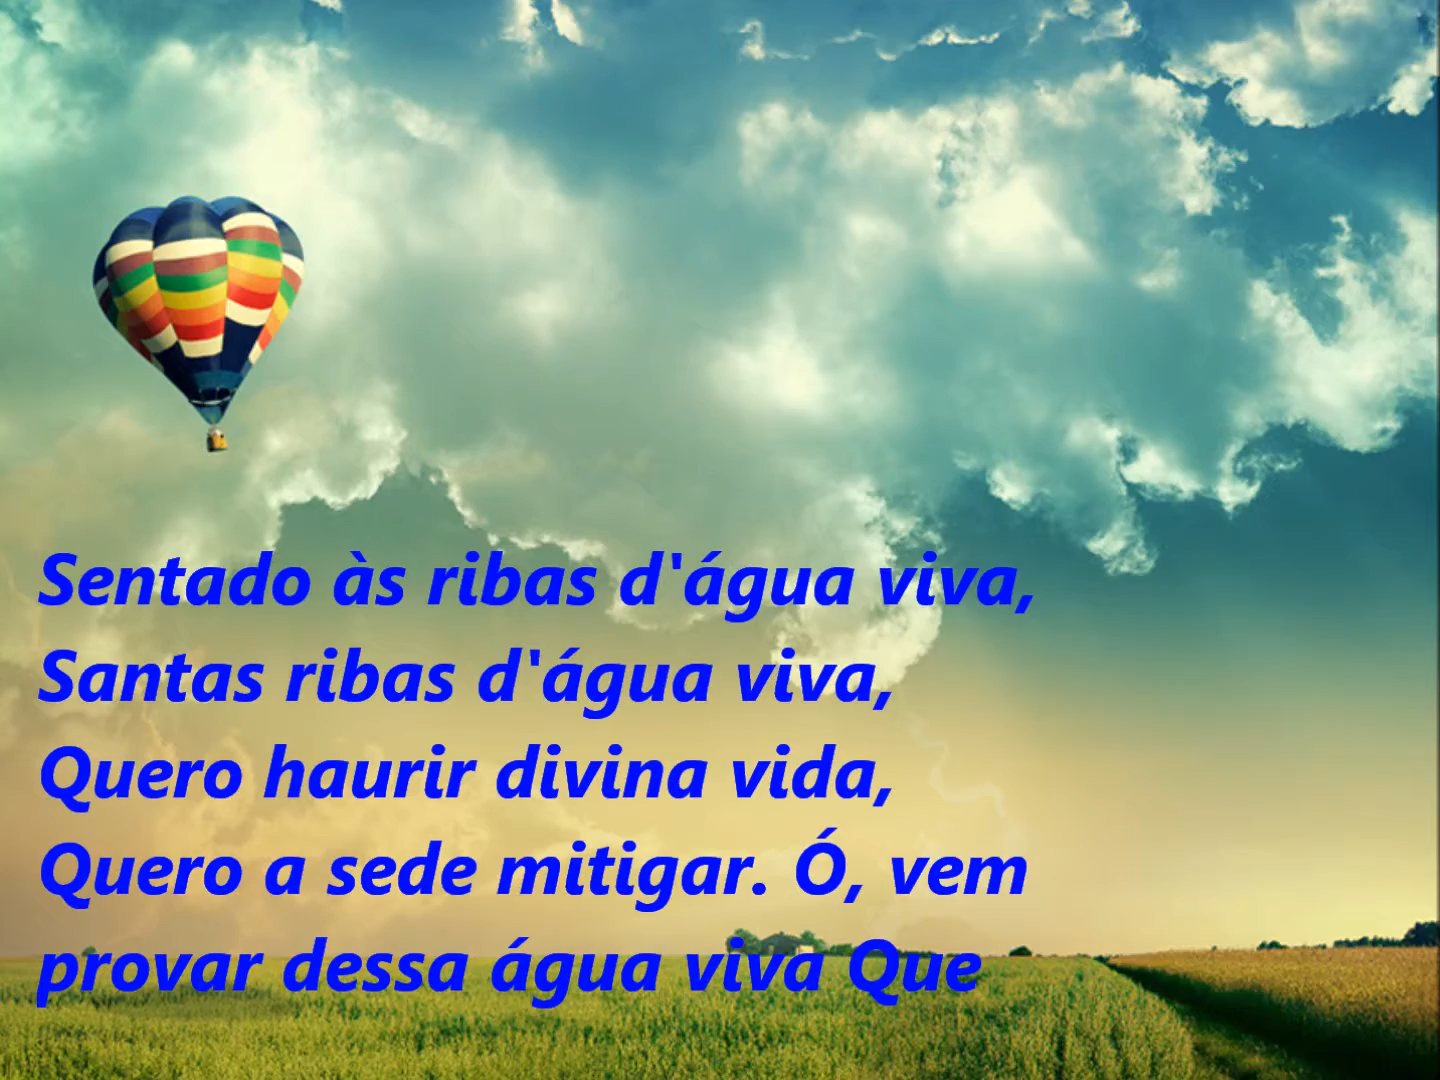 Sentado às ribas d'água viva,
Santas ribas d'água viva,
Quero haurir divina vida,
Quero a sede mitigar. Ó, vem
provar dessa água viva Que